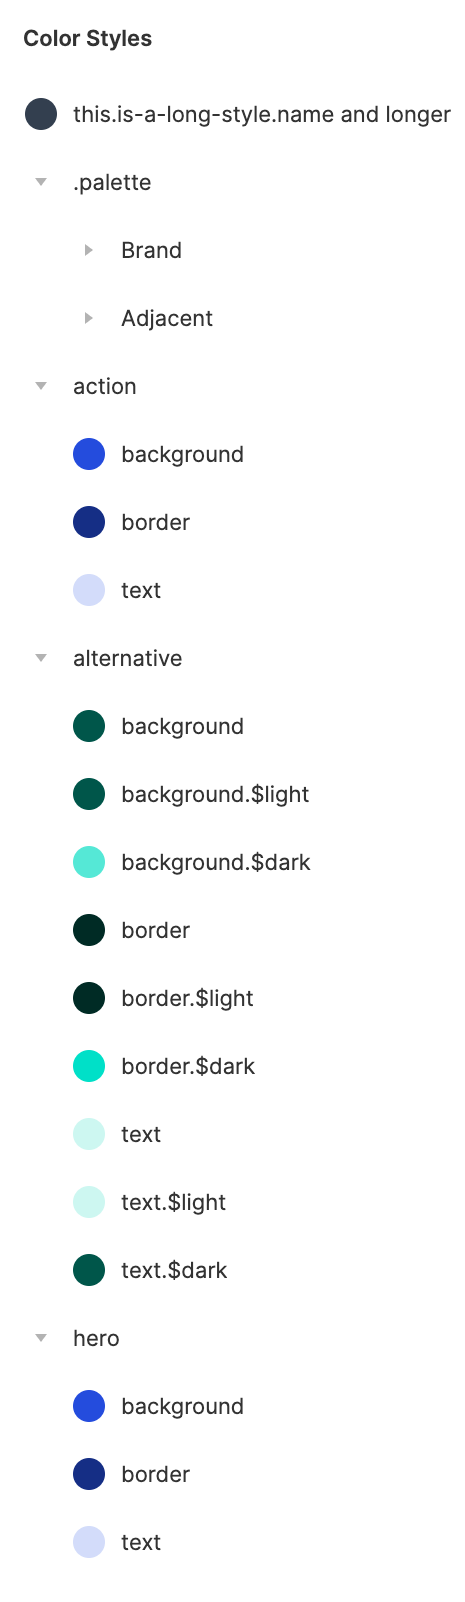 Color Styles
this.is-a-long-style.name and longer
.palette
Brand
Adjacent
action
background
border
text
alternative
background
background.$light
background.$dark
border
border.$light
border.$dark
text
text.$light
text.$dark
hero
background
border
text